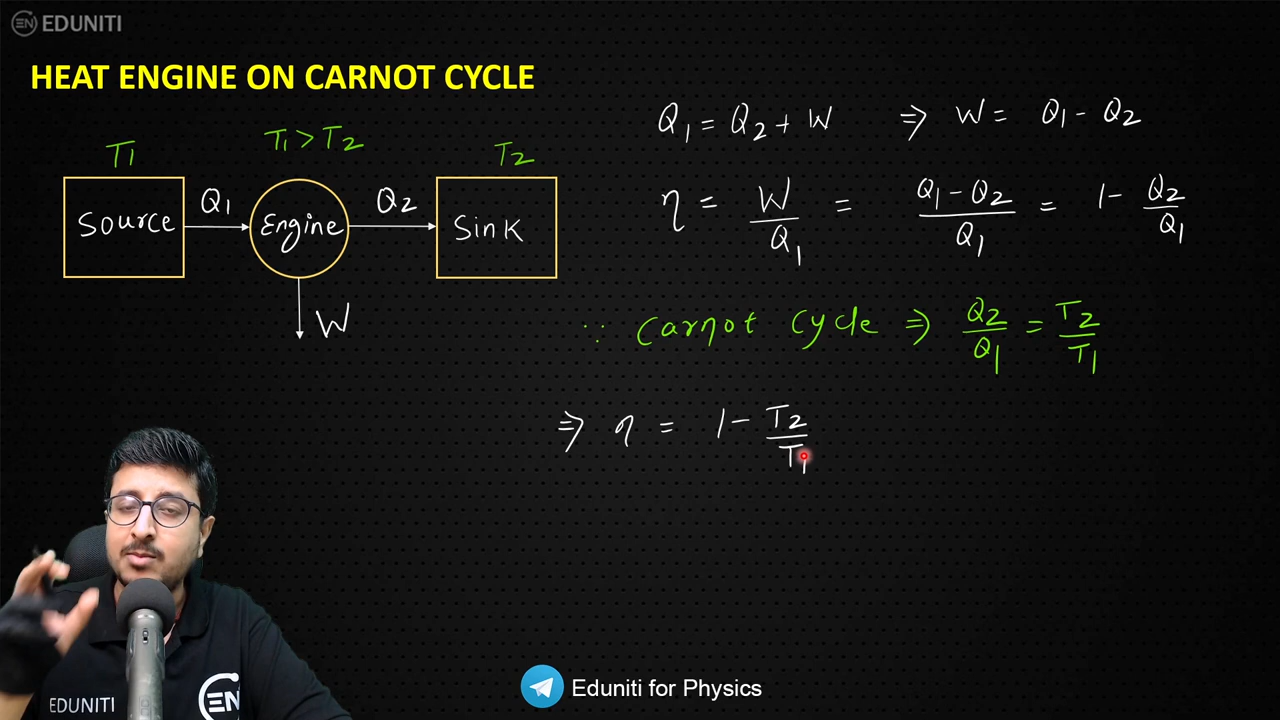 EN EDUNITI
HEAT ENGINE ON CARNOT CYCLE
T1 > T2
T1
T2
Source
Q1
Engine
Q2
Sink
W
Q1 = Q2 + W ⇒ W = Q1 - Q2
η = W/Q1 = (Q1 - Q2)/Q1 = 1 - Q2/Q1
∵ Carnot Cycle ⇒ Q2/Q1 = T2/T1
⇒ η = 1 - T2/T1
EDUNITI
EN
Eduniti for Physics